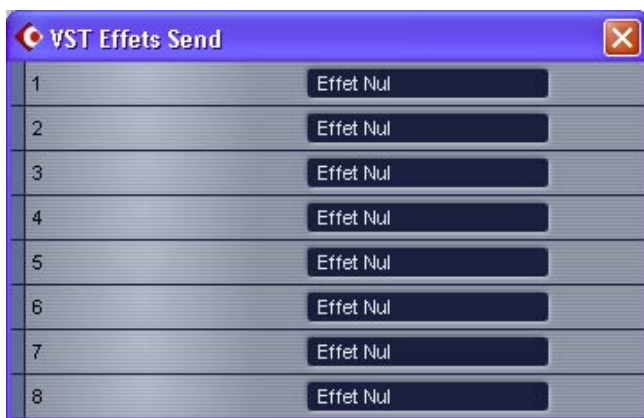 VST Effets Send
1 Effet Nul
2 Effet Nul
3 Effet Nul
4 Effet Nul
5 Effet Nul
6 Effet Nul
7 Effet Nul
8 Effet Nul